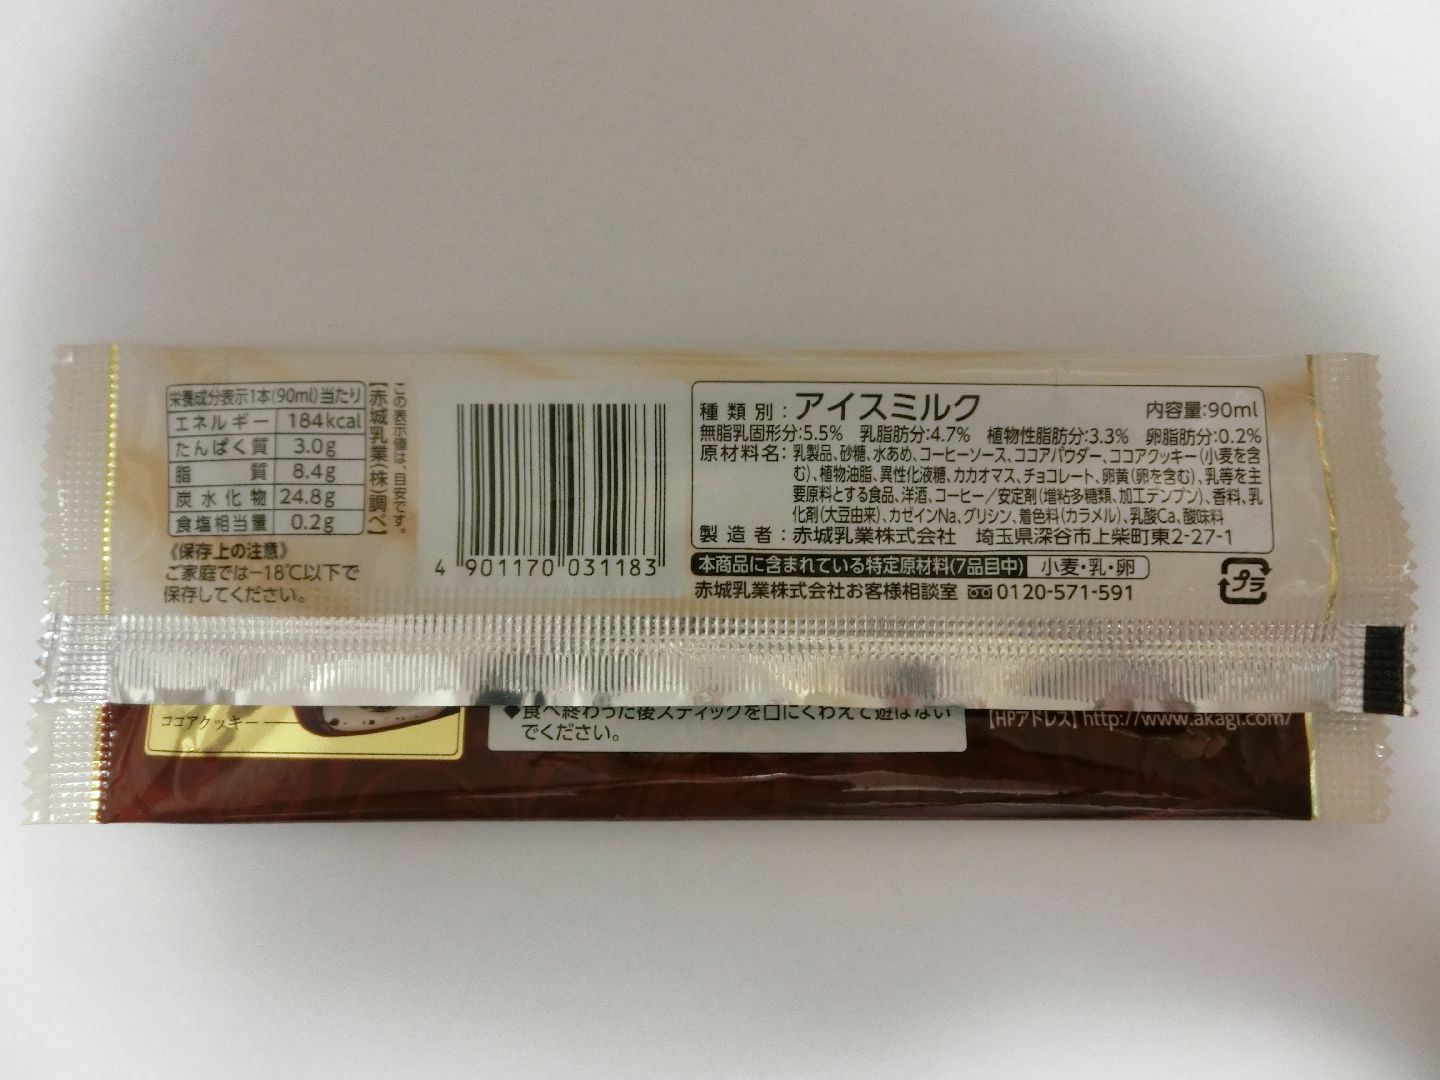 栄養成分表示1本(90ml)当たり
エネルギー 184kcal
たんぱく質 3.0g
脂質 8.4g
炭水化物 24.8g
食塩相当量 0.2g
この表示値は、目安です。
【赤城乳業(株)調べ】
《保存上の注意》
ご家庭では−18℃以下で
保存してください。
4 901170 031183
種類別：アイスミルク 内容量:90ml
無脂乳固形分:5.5% 乳脂肪分:4.7% 植物性脂肪分:3.3% 卵脂肪分:0.2%
原材料名：乳製品、砂糖、水あめ、コーヒーソース、ココアパウダー、ココアクッキー(小麦を含
む)、植物油脂、異性化液糖、カカオマス、チョコレート、卵黄(卵を含む)、乳等を主
要原料とする食品、洋酒、コーヒー／安定剤(増粘多糖類、加工デンプン)、香料、乳
化剤(大豆由来)、カゼインNa、グリシン、着色料(カラメル)、乳酸Ca、酸味料
製造者：赤城乳業株式会社 埼玉県深谷市上柴町東2-27-1
本商品に含まれている特定原材料(7品目中) 小麦・乳・卵
赤城乳業株式会社お客様相談室 0120-571-591
プラ
ココアクッキー
◆食べ終わった後スティックを口にくわえて遊ばない
でください。
【HPアドレス】http://www.akagi.com/